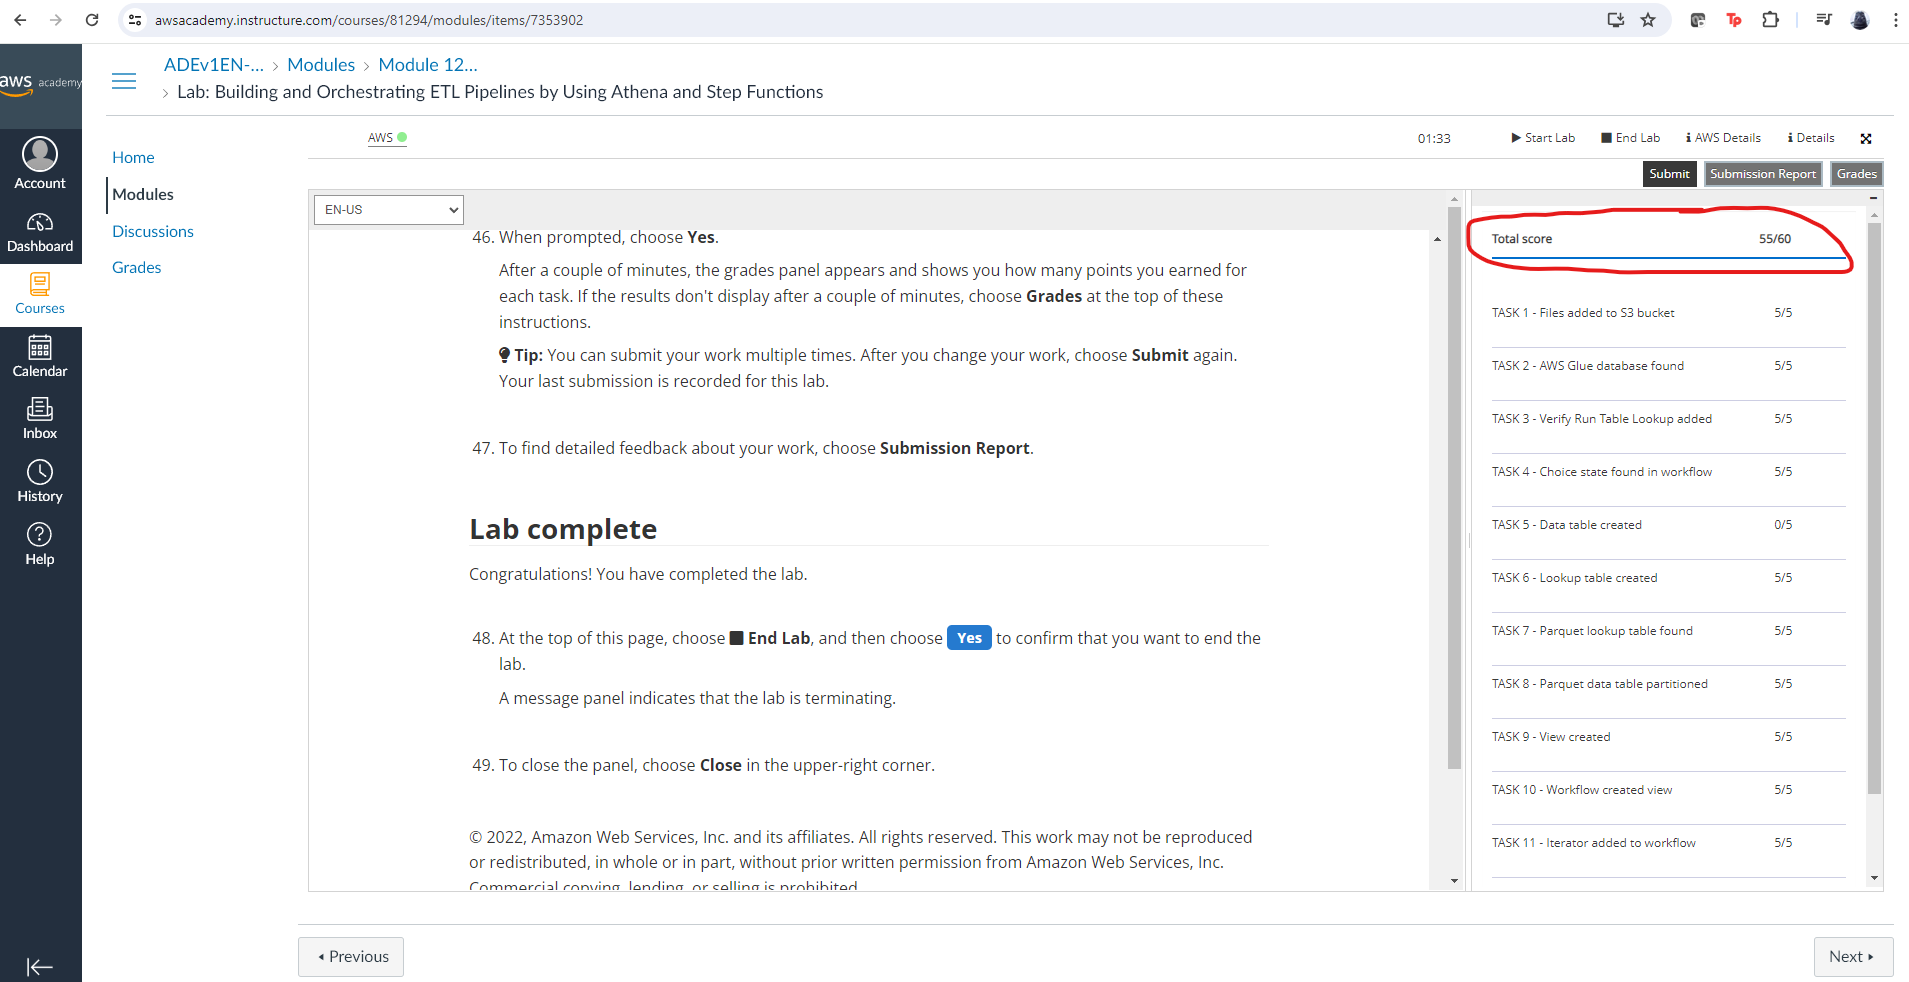 awsacademy.instructure.com/courses/81294/modules/items/7353902
aws academy
Account
Dashboard
Courses
Calendar
Inbox
History
Help
ADEv1EN-... › Modules › Module 12...
› Lab: Building and Orchestrating ETL Pipelines by Using Athena and Step Functions
Home
Modules
Discussions
Grades
AWS
01:33
Start Lab
End Lab
AWS Details
Details
Submit
Submission Report
Grades
EN-US
46. When prompted, choose Yes.
After a couple of minutes, the grades panel appears and shows you how many points you earned for
each task. If the results don't display after a couple of minutes, choose Grades at the top of these
instructions.
Tip: You can submit your work multiple times. After you change your work, choose Submit again.
Your last submission is recorded for this lab.
47. To find detailed feedback about your work, choose Submission Report.
Lab complete
Congratulations! You have completed the lab.
48. At the top of this page, choose End Lab, and then choose Yes to confirm that you want to end the
lab.
A message panel indicates that the lab is terminating.
49. To close the panel, choose Close in the upper-right corner.
© 2022, Amazon Web Services, Inc. and its affiliates. All rights reserved. This work may not be reproduced
or redistributed, in whole or in part, without prior written permission from Amazon Web Services, Inc.
Commercial copying, lending, or selling is prohibited.
Total score 55/60
TASK 1 - Files added to S3 bucket 5/5
TASK 2 - AWS Glue database found 5/5
TASK 3 - Verify Run Table Lookup added 5/5
TASK 4 - Choice state found in workflow 5/5
TASK 5 - Data table created 0/5
TASK 6 - Lookup table created 5/5
TASK 7 - Parquet lookup table found 5/5
TASK 8 - Parquet data table partitioned 5/5
TASK 9 - View created 5/5
TASK 10 - Workflow created view 5/5
TASK 11 - Iterator added to workflow 5/5
Previous
Next